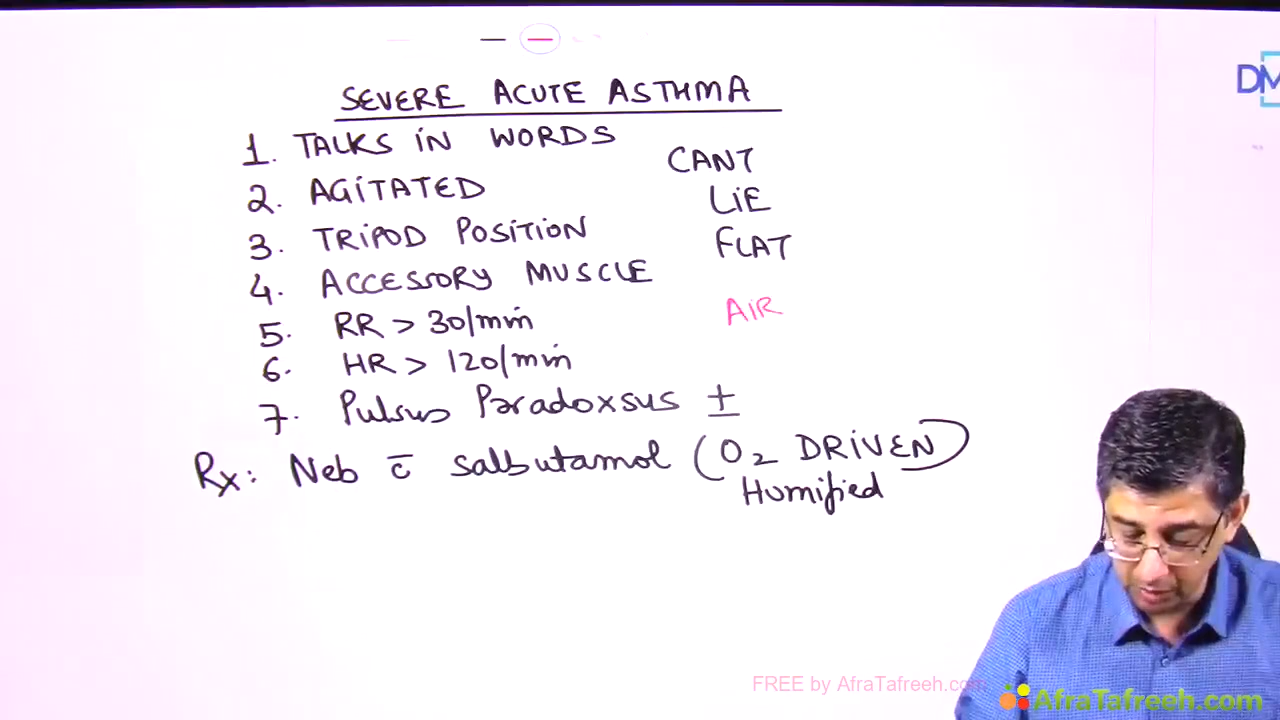 SEVERE ACUTE ASTHMA
1. TALKS IN WORDS
2. AGITATED
3. TRIPOD POSITION
4. ACCESSORY MUSCLE
CANT
LIE
FLAT
AIR
5. RR > 30/min
6. HR > 120/min
7. Pulsus Paradoxsus ±
Rx: Neb c̄ salbutamol (O2 DRIVEN)
Humified
DM
FREE by AfraTafreeh.com
AfraTafreeh.com